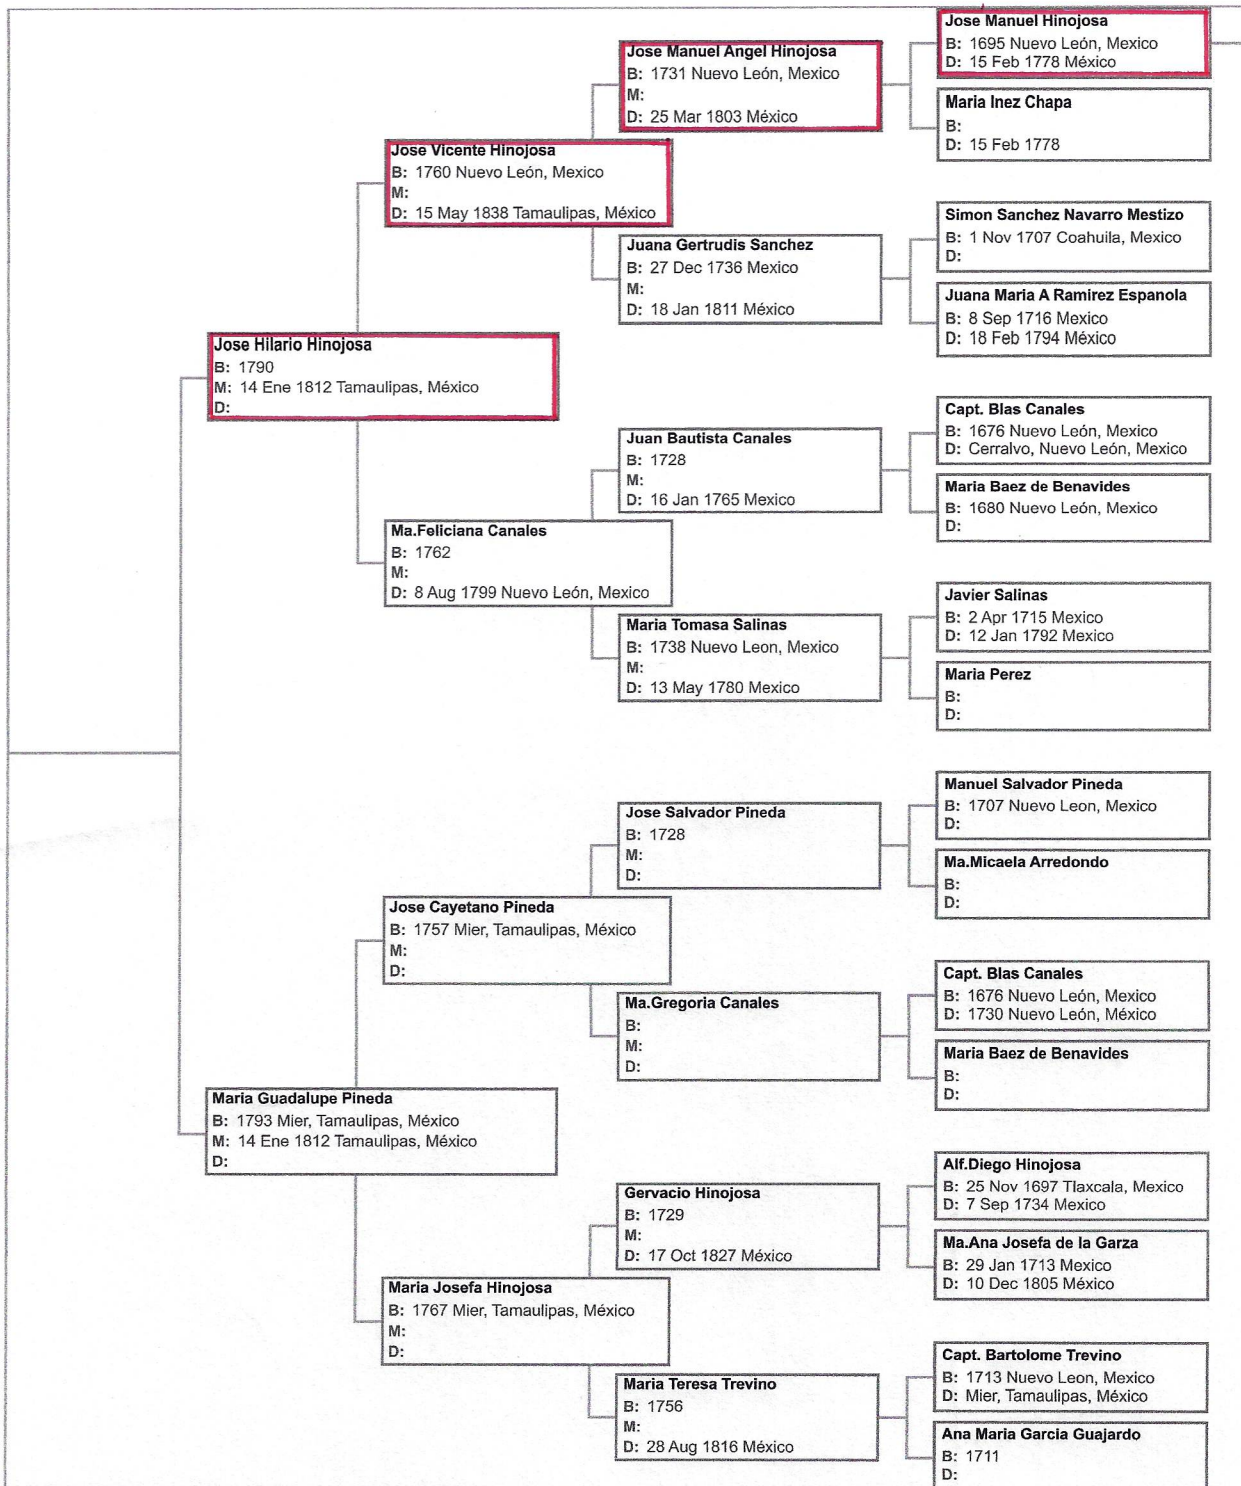 Jose Manuel Hinojosa
B: 1695 Nuevo León, Mexico
D: 15 Feb 1778 México
Jose Manuel Angel Hinojosa
B: 1731 Nuevo León, Mexico
M:
D: 25 Mar 1803 México
Maria Inez Chapa
B:
D: 15 Feb 1778
Jose Vicente Hinojosa
B: 1760 Nuevo León, Mexico
M:
D: 15 May 1838 Tamaulipas, México
Simon Sanchez Navarro Mestizo
B: 1 Nov 1707 Coahuila, Mexico
D:
Juana Gertrudis Sanchez
B: 27 Dec 1736 Mexico
M:
D: 18 Jan 1811 México
Juana Maria A Ramirez Espanola
B: 8 Sep 1716 Mexico
D: 18 Feb 1794 México
Jose Hilario Hinojosa
B: 1790
M: 14 Ene 1812 Tamaulipas, México
D:
Capt. Blas Canales
B: 1676 Nuevo León, Mexico
D: Cerralvo, Nuevo León, Mexico
Juan Bautista Canales
B: 1728
M:
D: 16 Jan 1765 Mexico
Maria Baez de Benavides
B: 1680 Nuevo León, Mexico
D:
Ma.Feliciana Canales
B: 1762
M:
D: 8 Aug 1799 Nuevo León, Mexico
Javier Salinas
B: 2 Apr 1715 Mexico
D: 12 Jan 1792 Mexico
Maria Tomasa Salinas
B: 1738 Nuevo Leon, Mexico
M:
D: 13 May 1780 Mexico
Maria Perez
B:
D:
Manuel Salvador Pineda
B: 1707 Nuevo Leon, Mexico
D:
Jose Salvador Pineda
B: 1728
M:
D:
Ma.Micaela Arredondo
B:
D:
Jose Cayetano Pineda
B: 1757 Mier, Tamaulipas, México
M:
D:
Capt. Blas Canales
B: 1676 Nuevo León, Mexico
D: 1730 Nuevo León, México
Ma.Gregoria Canales
B:
M:
D:
Maria Baez de Benavides
B:
D:
Maria Guadalupe Pineda
B: 1793 Mier, Tamaulipas, México
M: 14 Ene 1812 Tamaulipas, México
D:
Alf.Diego Hinojosa
B: 25 Nov 1697 Tlaxcala, Mexico
D: 7 Sep 1734 Mexico
Gervacio Hinojosa
B: 1729
M:
D: 17 Oct 1827 México
Ma.Ana Josefa de la Garza
B: 29 Jan 1713 Mexico
D: 10 Dec 1805 México
Maria Josefa Hinojosa
B: 1767 Mier, Tamaulipas, México
M:
D:
Capt. Bartolome Trevino
B: 1713 Nuevo Leon, Mexico
D: Mier, Tamaulipas, México
Maria Teresa Trevino
B: 1756
M:
D: 28 Aug 1816 México
Ana Maria Garcia Guajardo
B: 1711
D: